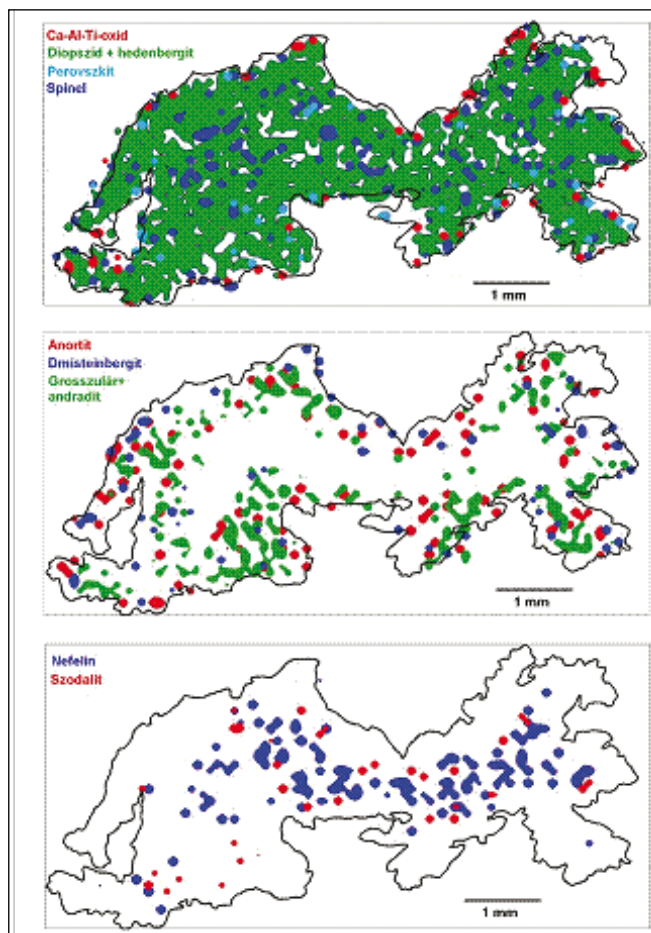 Ca-Al-Ti-oxid
Diopszid + hedenbergit
Perovszkit
Spinel
1 mm
Anortit
Dmisteinbergit
Grosszulár+
andradit
1 mm
Nefelin
Szodalit
1 mm